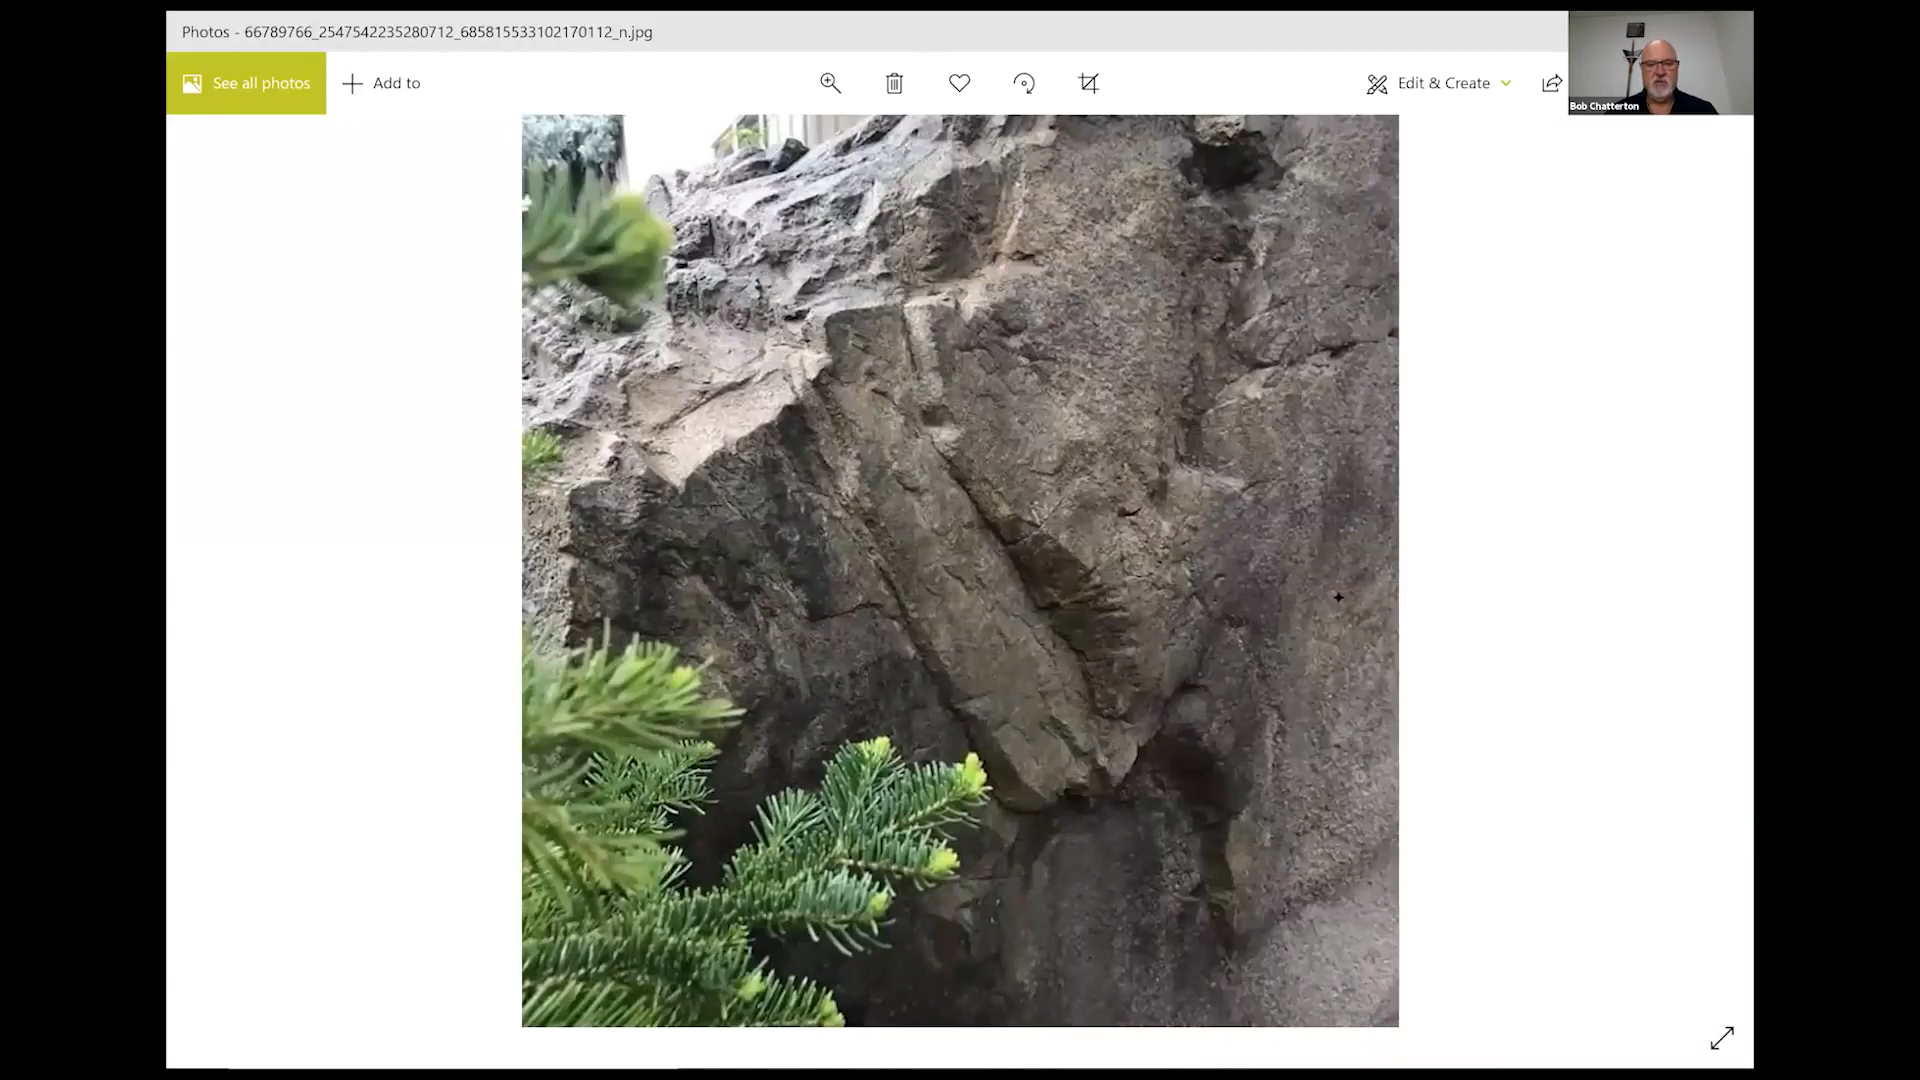 Photos - 66789766_2547542235280712_685815533102170112_n.jpg
See all photos
Add to
Edit & Create
Bob Chatterton